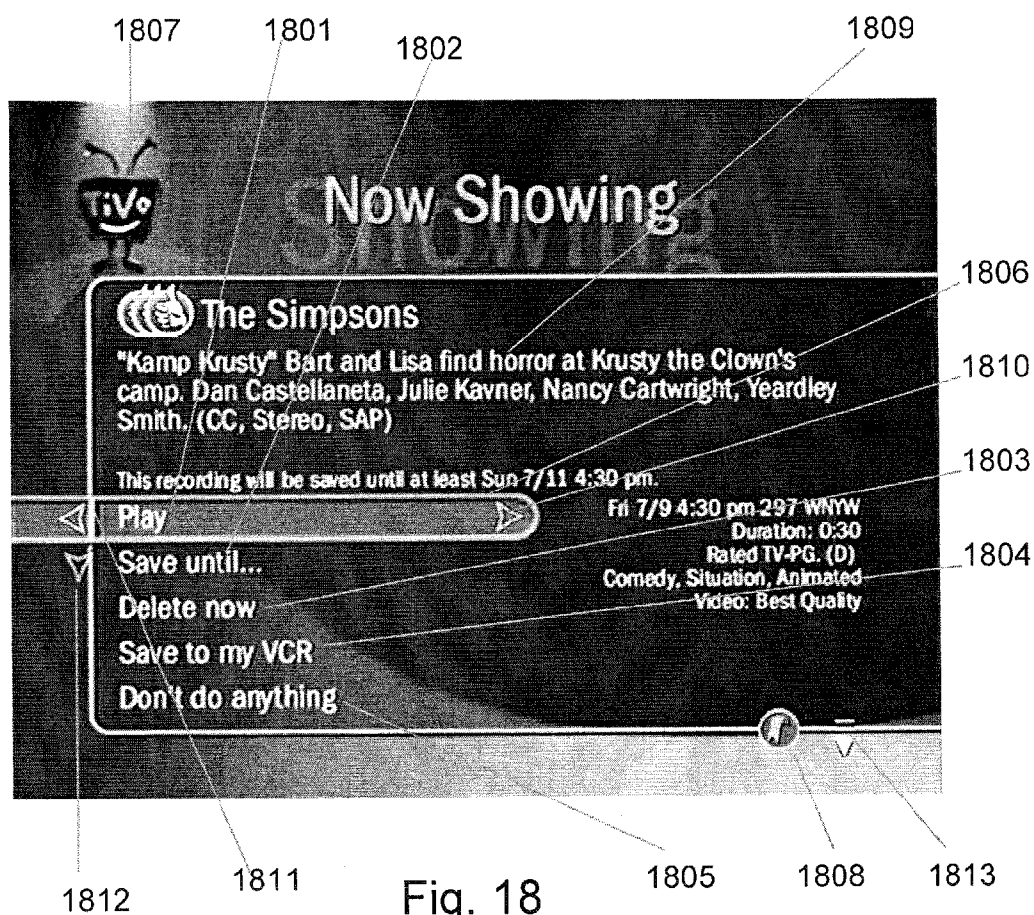 1807 1801 1802 1809
TiVo
Now Showing
Showing
1806
The Simpsons
"Kamp Krusty" Bart and Lisa find horror at Krusty the Clown's
camp. Dan Castellaneta, Julie Kavner, Nancy Cartwright, Yeardley
Smith. (CC, Stereo, SAP)
1810
This recording will be saved until at least Sun 7/11 4:30 pm.
1803
Play
Fri 7/9 4:30 pm 297 WNYW
Duration: 0:30
Save until...
Rated TV-PG. (D)
1804
Comedy, Situation, Animated
Delete now
Video: Best Quality
Save to my VCR
Don't do anything
1812 1811 1805 1808 1813
Fig. 18